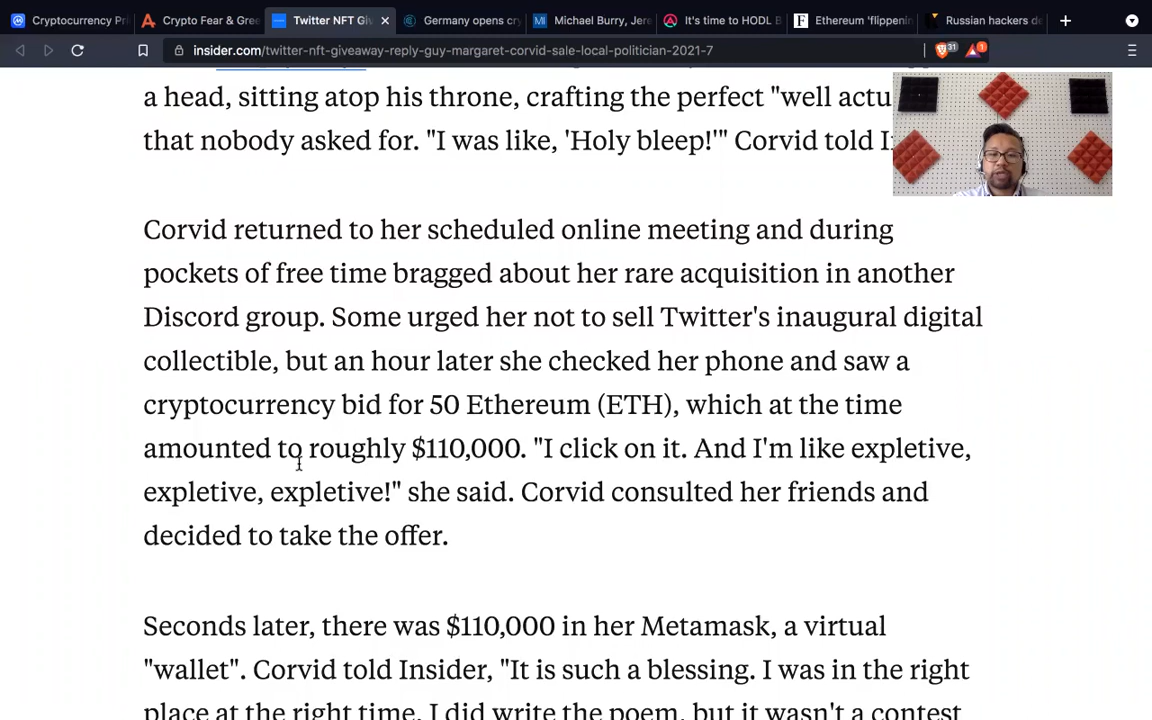 Cryptocurrency Pri
Crypto Fear & Gree
Twitter NFT Giv
Germany opens cry
Michael Burry, Jere
It's time to HODL B
Ethereum 'flippenin
Russian hackers de
insider.com/twitter-nft-giveaway-reply-guy-margaret-corvid-sale-local-politician-2021-7
31
1
a head, sitting atop his throne, crafting the perfect "well actu
that nobody asked for. "I was like, 'Holy bleep!'" Corvid told I
Corvid returned to her scheduled online meeting and during
pockets of free time bragged about her rare acquisition in another
Discord group. Some urged her not to sell Twitter's inaugural digital
collectible, but an hour later she checked her phone and saw a
cryptocurrency bid for 50 Ethereum (ETH), which at the time
amounted to roughly $110,000. "I click on it. And I'm like expletive,
expletive, expletive!" she said. Corvid consulted her friends and
decided to take the offer.
Seconds later, there was $110,000 in her Metamask, a virtual
"wallet". Corvid told Insider, "It is such a blessing. I was in the right
place at the right time. I did write the poem, but it wasn't a contest